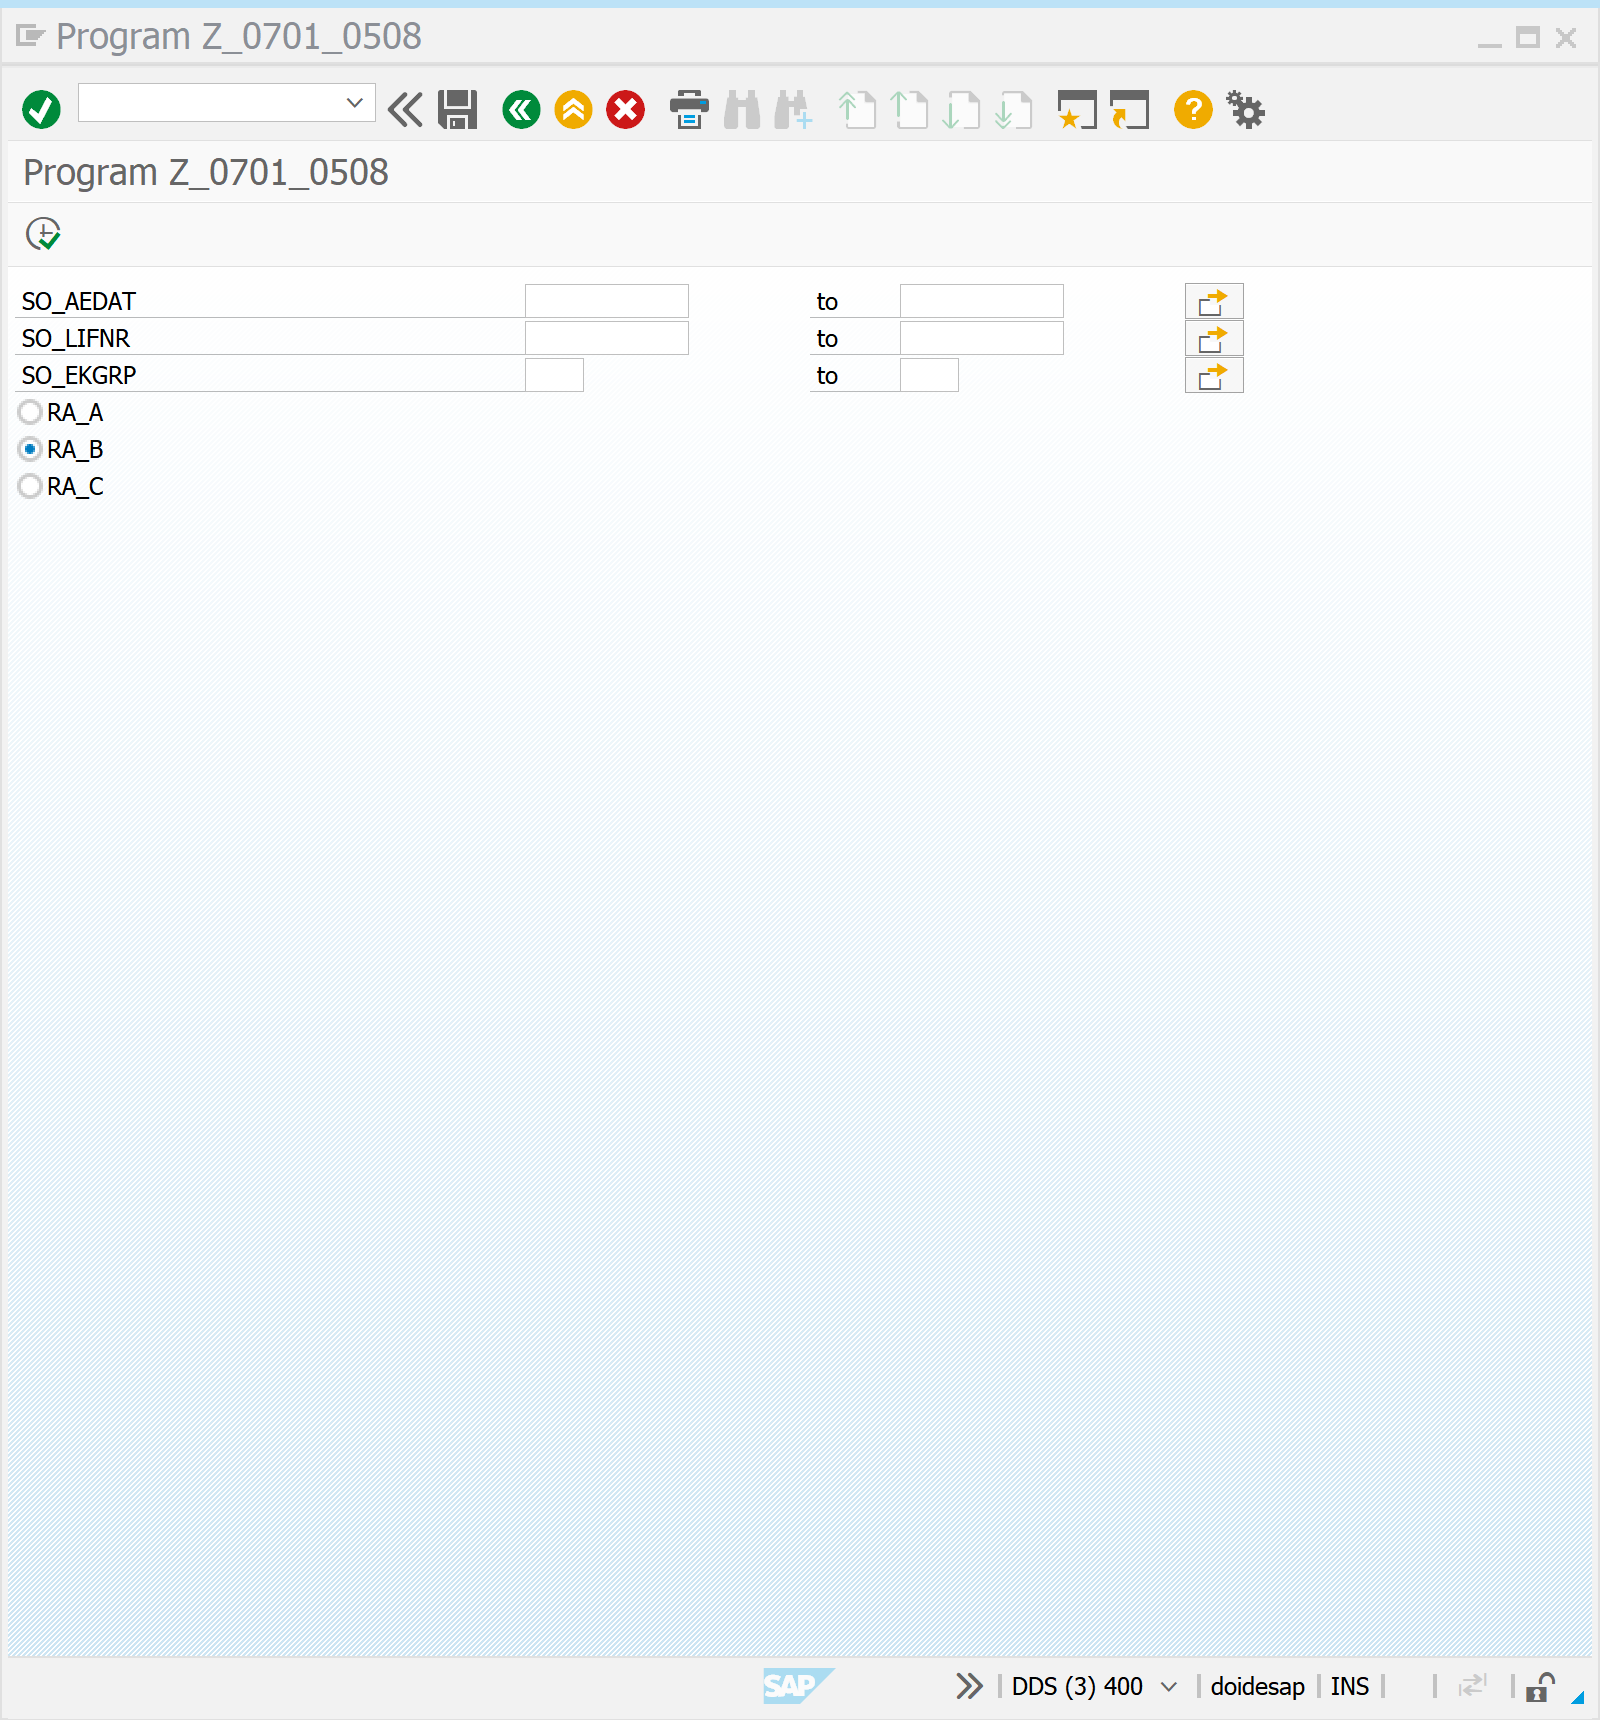 Program Z_0701_0508
?
Program Z_0701_0508
SO_AEDAT to
SO_LIFNR to
SO_EKGRP to
RA_A
RA_B
RA_C
SAP DDS (3) 400 doidesap INS